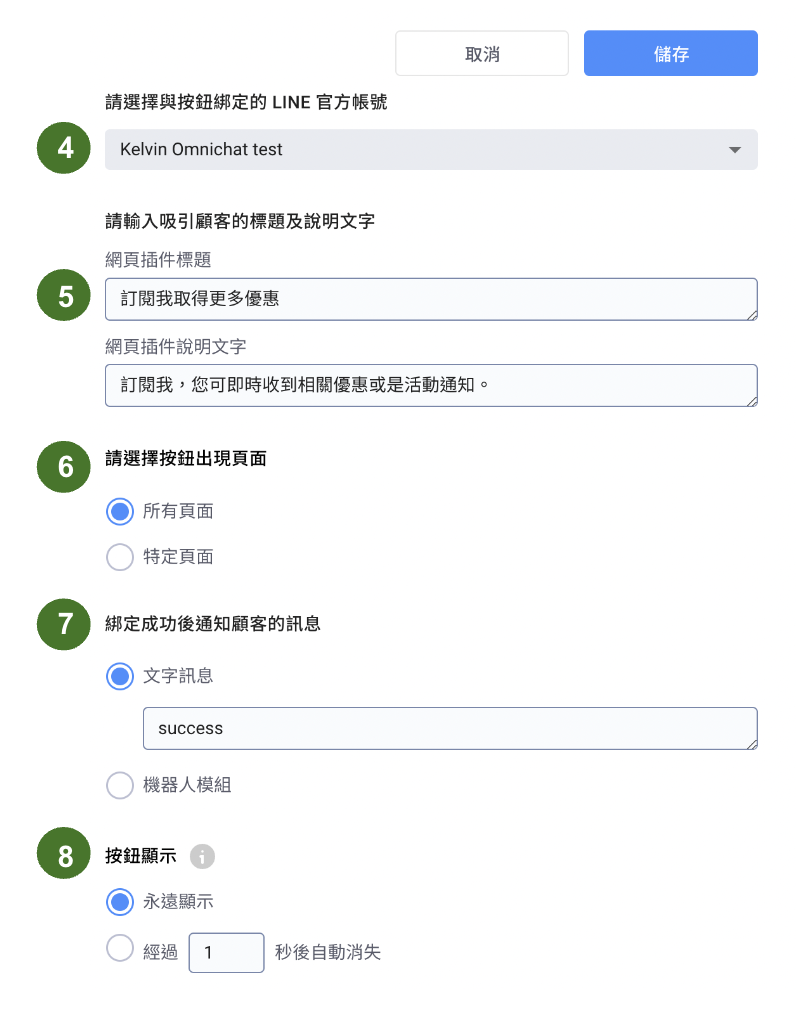 取消
儲存
請選擇與按鈕綁定的 LINE 官方帳號
4
Kelvin Omnichat test
請輸入吸引顧客的標題及說明文字
網頁插件標題
5
訂閱我取得更多優惠
網頁插件說明文字
訂閱我，您可即時收到相關優惠或是活動通知。
6
請選擇按鈕出現頁面
所有頁面
特定頁面
7
綁定成功後通知顧客的訊息
文字訊息
success
機器人模組
8
按鈕顯示
永遠顯示
經過 1 秒後自動消失